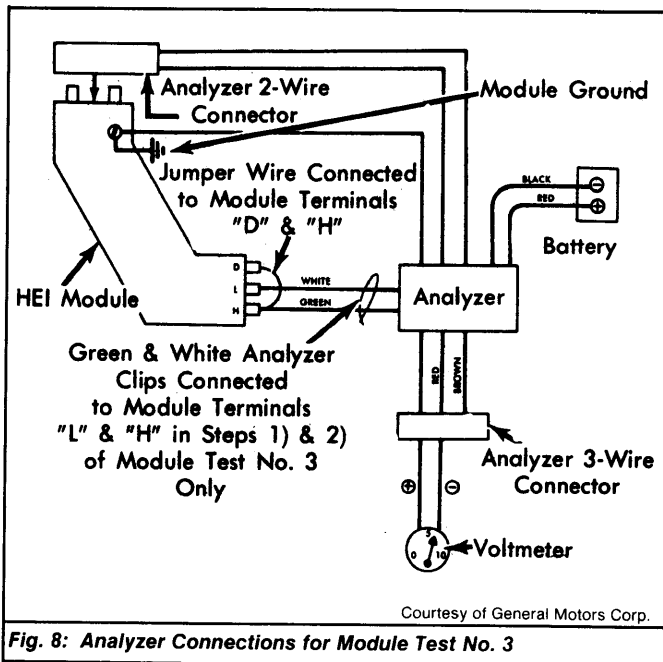 Analyzer 2-Wire
Connector
Module Ground
Jumper Wire Connected
to Module Terminals
"D" & "H"
BLACK
⊖
RED
⊕
Battery
HEI Module
D
L
H
WHITE
GREEN
Analyzer
Green & White Analyzer
Clips Connected
to Module Terminals
"L" & "H" in Steps 1) & 2)
of Module Test No. 3
Only
RED
BROWN
Analyzer 3-Wire
Connector
⊕ ⊖
0 5 10
Voltmeter
Courtesy of General Motors Corp.
Fig. 8: Analyzer Connections for Module Test No. 3